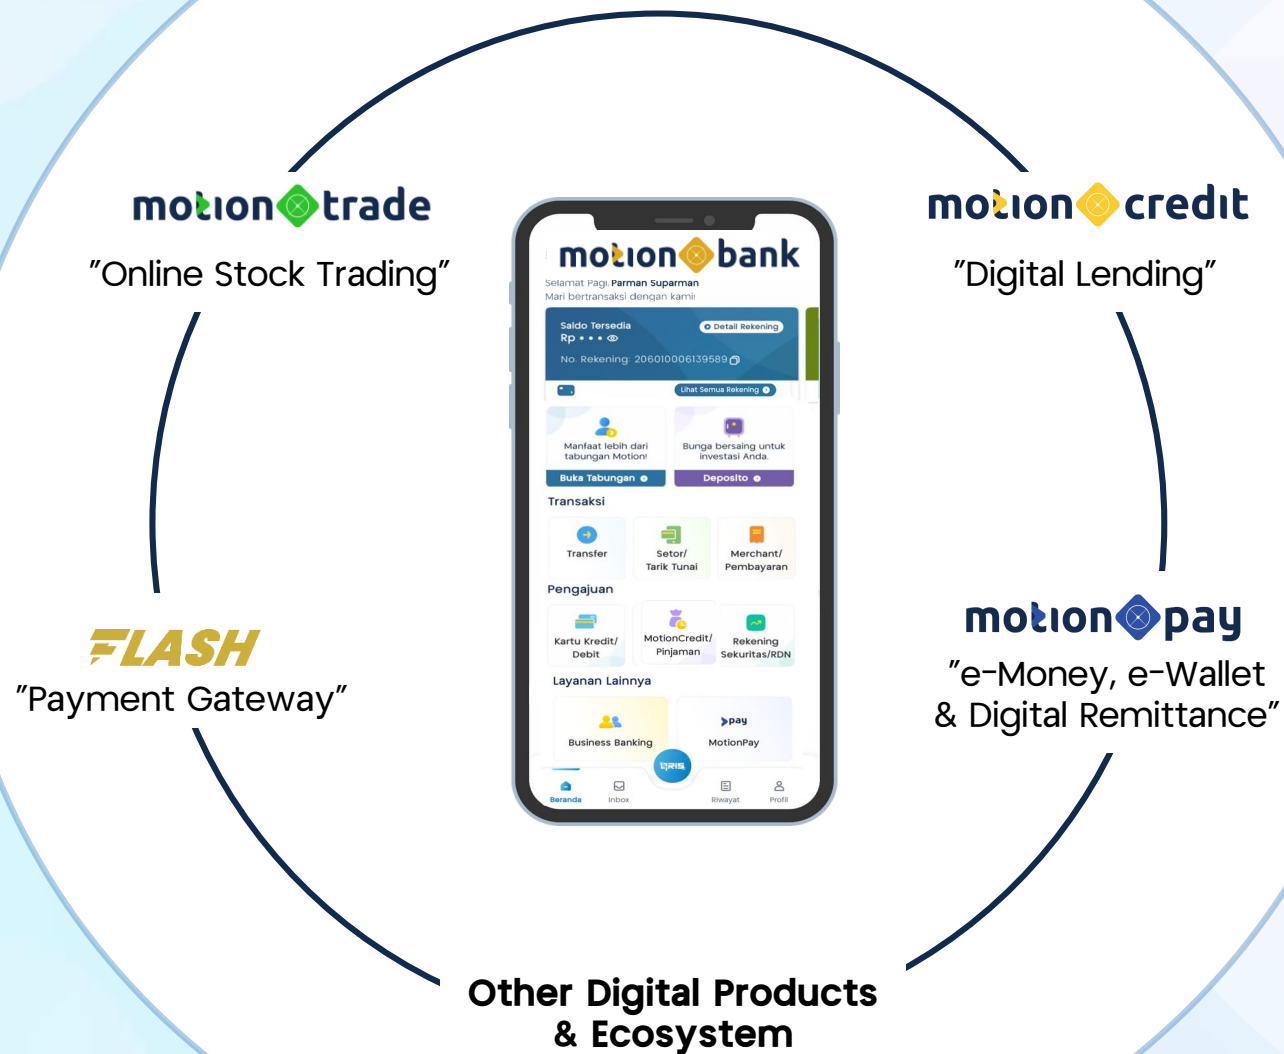 motion trade
"Online Stock Trading"
motion credit
"Digital Lending"
motion bank
Selamat Pagi, Parman Suparman
Mari bertransaksi dengan kami!
Saldo Tersedia
Detail Rekening
Rp • • •
No. Rekening: 206010006139589
Lihat Semua Rekening
Manfaat lebih dari
tabungan Motion!
Buka Tabungan
Bunga bersaing untuk
investasi Anda.
Deposito
Transaksi
Transfer
Setor/
Tarik Tunai
Merchant/
Pembayaran
Pengajuan
Kartu Kredit/
Debit
MotionCredit/
Pinjaman
Rekening
Sekuritas/RDN
Layanan Lainnya
Business Banking
pay
MotionPay
QRIS
Beranda
Inbox
Riwayat
Profil
FLASH
"Payment Gateway"
motion pay
"e-Money, e-Wallet
& Digital Remittance"
Other Digital Products
& Ecosystem